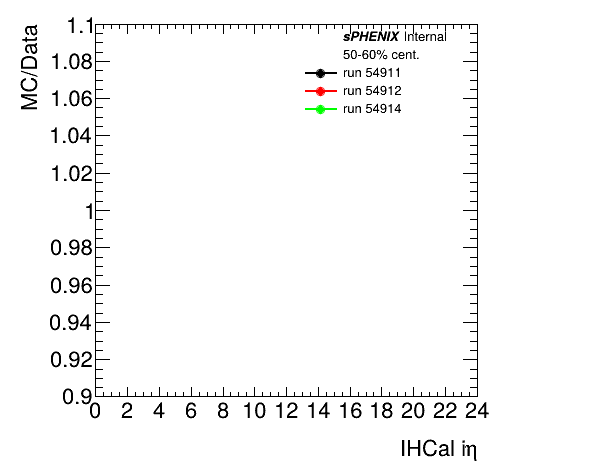 MC/Data
1.1
1.08
1.06
1.04
1.02
1
0.98
0.96
0.94
0.92
0.9
sPHENIX Internal
50-60% cent.
run 54911
run 54912
run 54914
0 2 4 6 8 10 12 14 16 18 20 22 24
IHCal iη